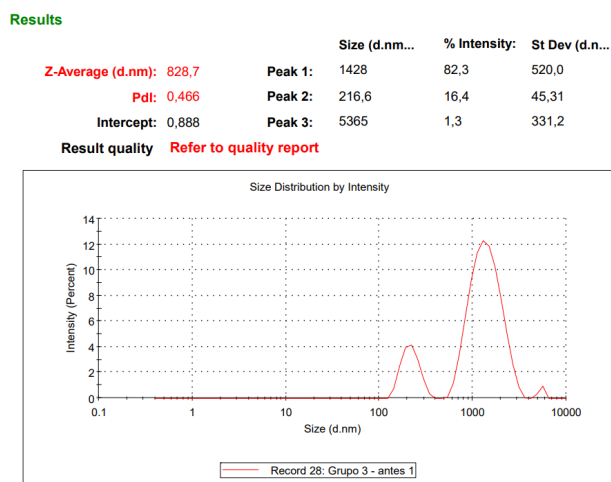 Results
Size (d.nm... % Intensity: St Dev (d.n...
Z-Average (d.nm): 828,7 Peak 1: 1428 82,3 520,0
PdI: 0,466 Peak 2: 216,6 16,4 45,31
Intercept: 0,888 Peak 3: 5365 1,3 331,2
Result quality Refer to quality report
Size Distribution by Intensity
14
12
10
8
6
4
2
0
Intensity (Percent)
0.1 1 10 100 1000 10000
Size (d.nm)
Record 28: Grupo 3 - antes 1